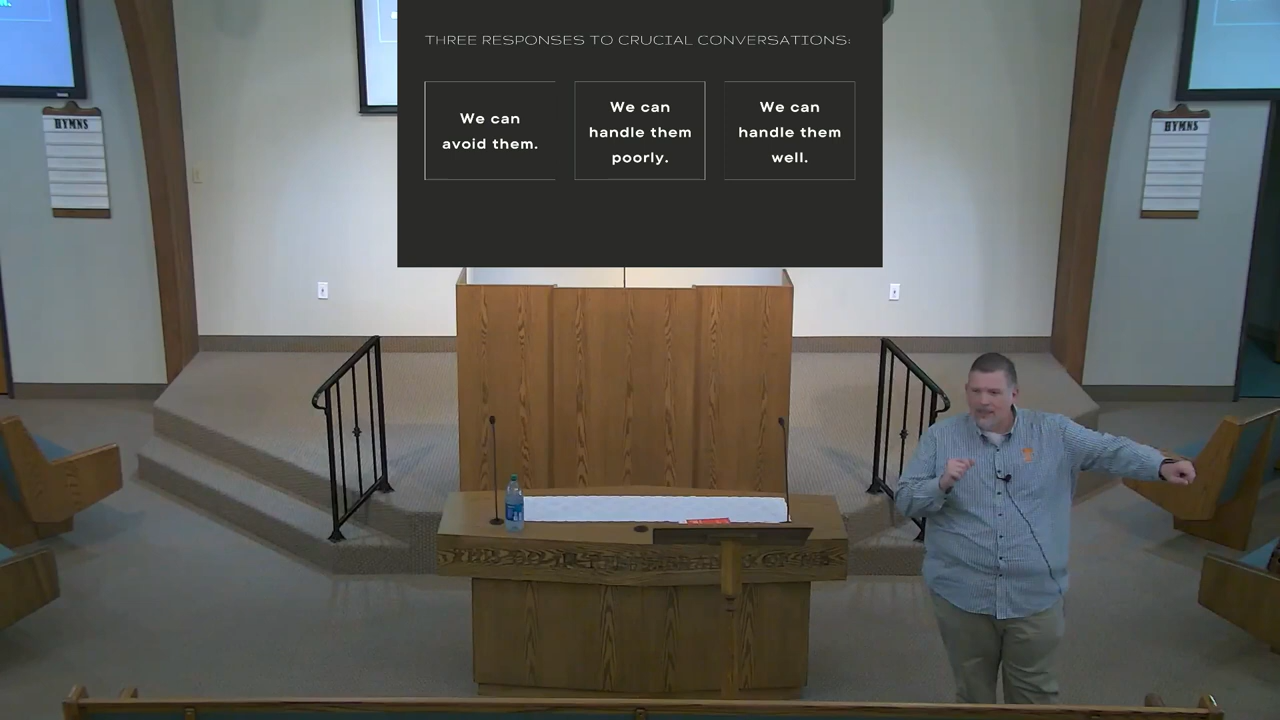 THREE RESPONSES TO CRUCIAL CONVERSATIONS:
We can
avoid them.
We can
handle them
poorly.
We can
handle them
well.
HYMNS
HYMNS